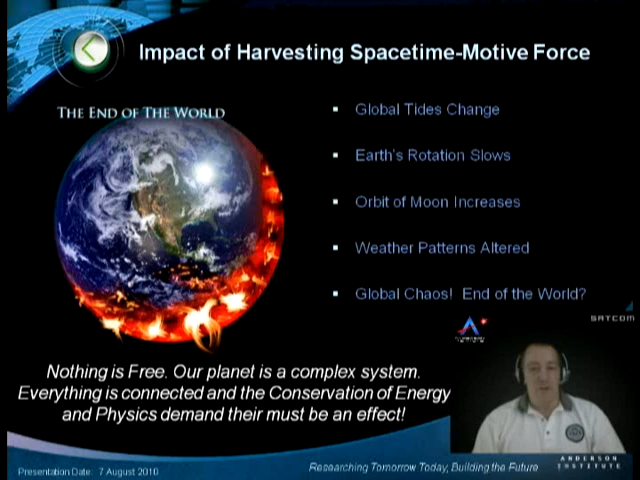 Impact of Harvesting Spacetime-Motive Force
THE END OF THE WORLD
▪ Global Tides Change
▪ Earth's Rotation Slows
▪ Orbit of Moon Increases
▪ Weather Patterns Altered
▪ Global Chaos! End of the World?
SATCOM
Nothing is Free. Our planet is a complex system.
Everything is connected and the Conservation of Energy
and Physics demand their must be an effect!
Presentation Date: 7 August 2010
Researching Tomorrow Today, Building the Future
ANDERSON
INSTITUTE